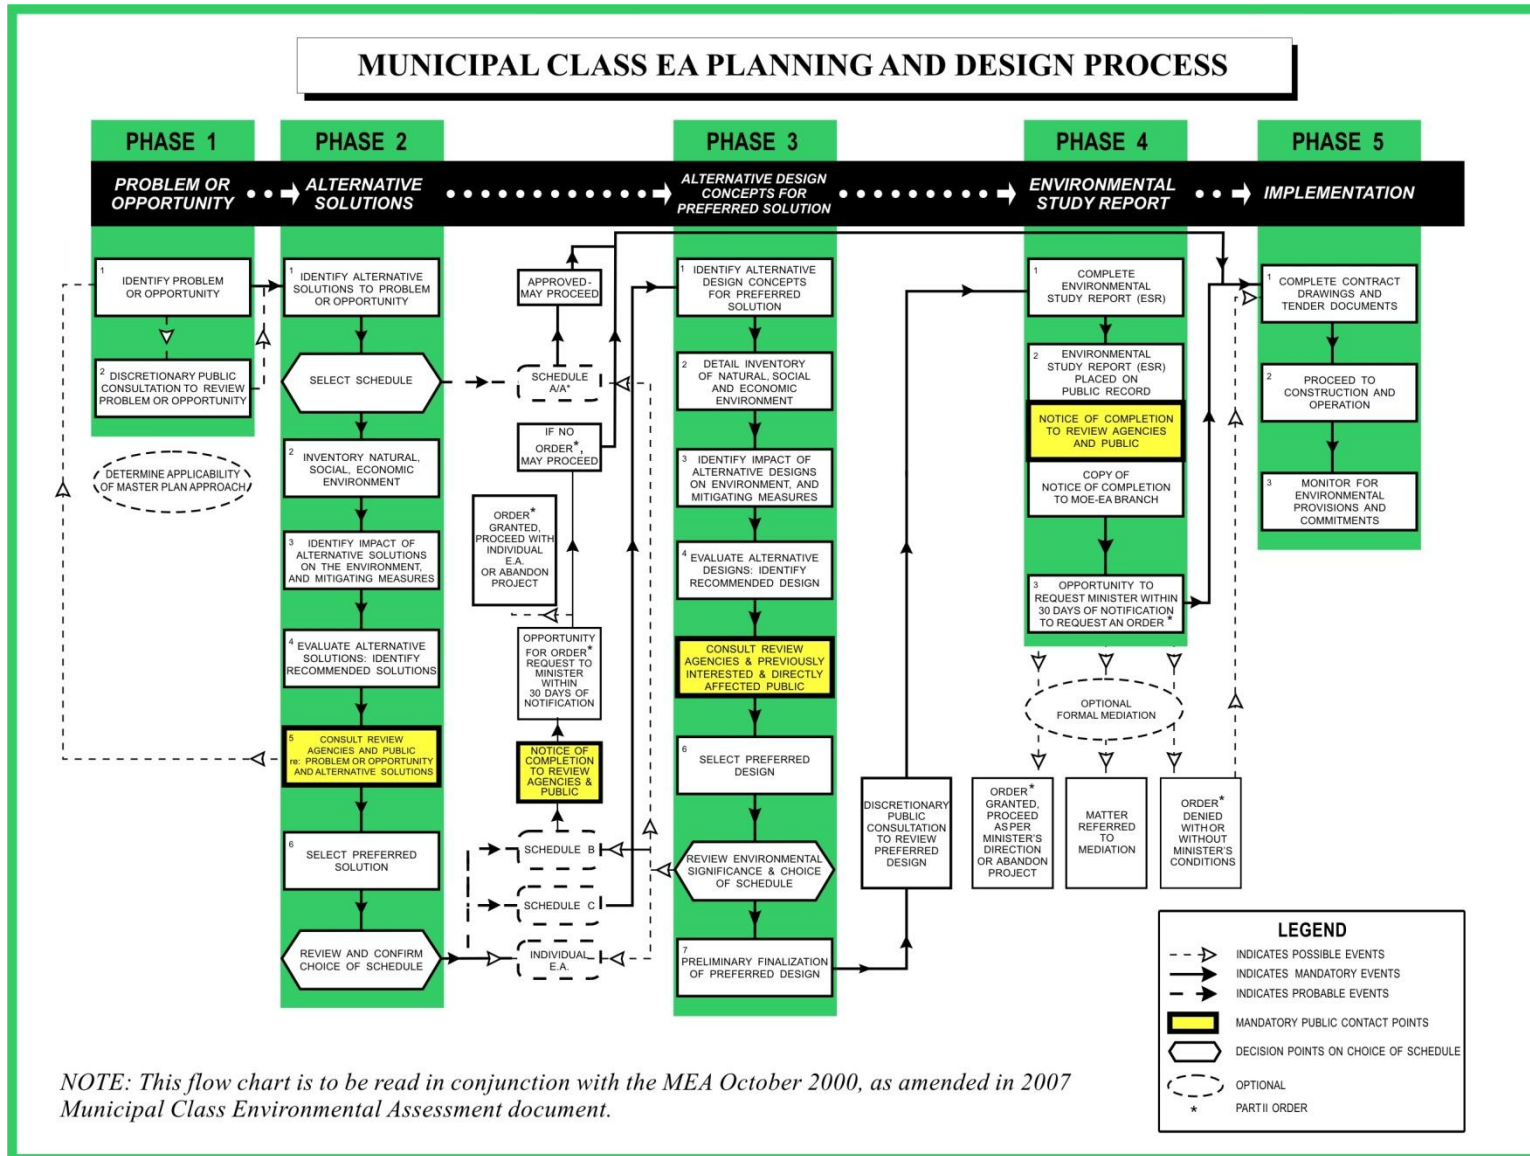 MUNICIPAL CLASS EA PLANNING AND DESIGN PROCESS
PHASE 1
PROBLEM OR
OPPORTUNITY
PHASE 2
ALTERNATIVE
SOLUTIONS
PHASE 3
ALTERNATIVE DESIGN
CONCEPTS FOR
PREFERRED SOLUTION
PHASE 4
ENVIRONMENTAL
STUDY REPORT
PHASE 5
IMPLEMENTATION
1
IDENTIFY PROBLEM
OR OPPORTUNITY
2
DISCRETIONARY PUBLIC
CONSULTATION TO REVIEW
PROBLEM OR OPPORTUNITY
DETERMINE APPLICABILITY
OF MASTER PLAN APPROACH
1
IDENTIFY ALTERNATIVE
SOLUTIONS TO PROBLEM
OR OPPORTUNITY
SELECT SCHEDULE
2
INVENTORY NATURAL,
SOCIAL, ECONOMIC
ENVIRONMENT
3
IDENTIFY IMPACT OF
ALTERNATIVE SOLUTIONS
ON THE ENVIRONMENT,
AND MITIGATING MEASURES
4
EVALUATE ALTERNATIVE
SOLUTIONS: IDENTIFY
RECOMMENDED SOLUTIONS
5
CONSULT REVIEW
AGENCIES AND PUBLIC
re: PROBLEM OR OPPORTUNITY
AND ALTERNATIVE SOLUTIONS
6
SELECT PREFERRED
SOLUTION
REVIEW AND CONFIRM
CHOICE OF SCHEDULE
APPROVED-
MAY PROCEED
SCHEDULE
A/A*
IF NO
ORDER*,
MAY PROCEED
ORDER*
GRANTED,
PROCEED WITH
INDIVIDUAL
E.A.
OR ABANDON
PROJECT
OPPORTUNITY
FOR ORDER*
REQUEST TO
MINISTER
WITHIN
30 DAYS OF
NOTIFICATION
NOTICE OF
COMPLETION
TO REVIEW
AGENCIES &
PUBLIC
SCHEDULE B
SCHEDULE C
INDIVIDUAL
E.A.
1
IDENTIFY ALTERNATIVE
DESIGN CONCEPTS
FOR PREFERRED
SOLUTION
2
DETAIL INVENTORY
OF NATURAL, SOCIAL
AND ECONOMIC
ENVIRONMENT
3
IDENTIFY IMPACT OF
ALTERNATIVE DESIGNS
ON ENVIRONMENT, AND
MITIGATING MEASURES
4
EVALUATE ALTERNATIVE
DESIGNS: IDENTIFY
RECOMMENDED DESIGN
CONSULT REVIEW
AGENCIES & PREVIOUSLY
INTERESTED & DIRECTLY
AFFECTED PUBLIC
6
SELECT PREFERRED
DESIGN
REVIEW ENVIRONMENTAL
SIGNIFICANCE & CHOICE
OF SCHEDULE
7
PRELIMINARY FINALIZATION
OF PREFERRED DESIGN
DISCRETIONARY
PUBLIC
CONSULTATION
TO REVIEW
PREFERRED
DESIGN
1
COMPLETE
ENVIRONMENTAL
STUDY REPORT (ESR)
2
ENVIRONMENTAL
STUDY REPORT (ESR)
PLACED ON
PUBLIC RECORD
NOTICE OF COMPLETION
TO REVIEW AGENCIES
AND PUBLIC
COPY OF
NOTICE OF COMPLETION
TO MOE-EA BRANCH
3
OPPORTUNITY TO
REQUEST MINISTER WITHIN
30 DAYS OF NOTIFICATION
TO REQUEST AN ORDER*
OPTIONAL
FORMAL MEDIATION
ORDER*
GRANTED,
PROCEED
AS PER
MINISTER'S
DIRECTION
OR ABANDON
PROJECT
MATTER
REFERRED
TO
MEDIATION
ORDER*
DENIED
WITH OR
WITHOUT
MINISTER'S
CONDITIONS
1
COMPLETE CONTRACT
DRAWINGS AND
TENDER DOCUMENTS
2
PROCEED TO
CONSTRUCTION AND
OPERATION
3
MONITOR FOR
ENVIRONMENTAL
PROVISIONS AND
COMMITMENTS
LEGEND
INDICATES POSSIBLE EVENTS
INDICATES MANDATORY EVENTS
INDICATES PROBABLE EVENTS
MANDATORY PUBLIC CONTACT POINTS
DECISION POINTS ON CHOICE OF SCHEDULE
OPTIONAL
* PART II ORDER
NOTE: This flow chart is to be read in conjunction with the MEA October 2000, as amended in 2007
Municipal Class Environmental Assessment document.